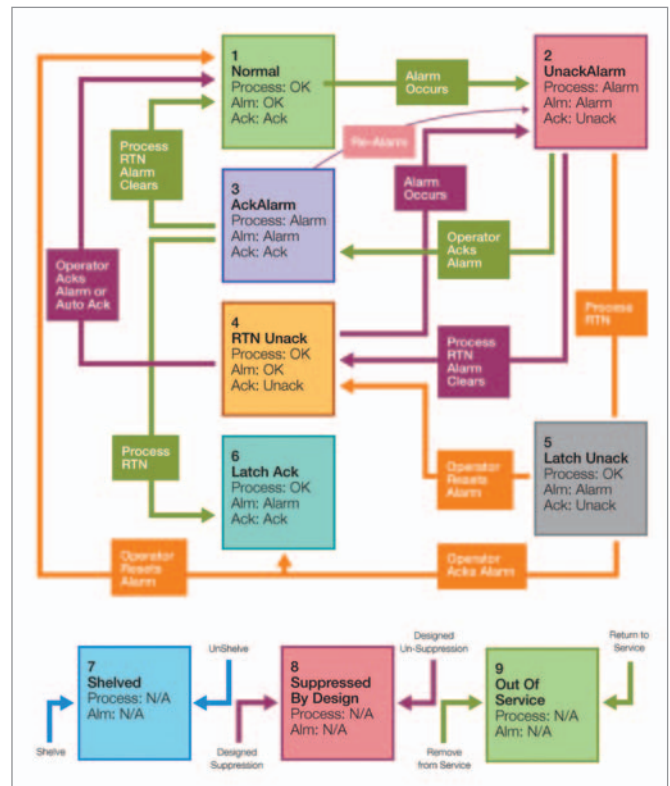 1
Normal
Process: OK
Alm: OK
Ack: Ack
Alarm
Occurs
2
UnackAlarm
Process: Alarm
Alm: Alarm
Ack: Unack
Re-Alarm
Process
RTN
Alarm
Clears
Alarm
Occurs
3
AckAlarm
Process: Alarm
Alm: Alarm
Ack: Ack
Operator
Acks
Alarm
Operator
Acks
Alarm or
Auto Ack
4
RTN Unack
Process: OK
Alm: OK
Ack: Unack
Process
RTN
Process
RTN
Alarm
Clears
Process
RTN
6
Latch Ack
Process: OK
Alm: Alarm
Ack: Ack
Operator
Resets
Alarm
5
Latch Unack
Process: OK
Alm: Alarm
Ack: Unack
Operator
Resets
Alarm
Operator
Acks Alarm
7
Shelved
Process: N/A
Alm: N/A
UnShelve
Shelve
8
Suppressed
By Design
Process: N/A
Alm: N/A
Designed
Un-Suppression
Designed
Suppression
9
Out Of
Service
Process: N/A
Alm: N/A
Return to
Service
Remove
from Service